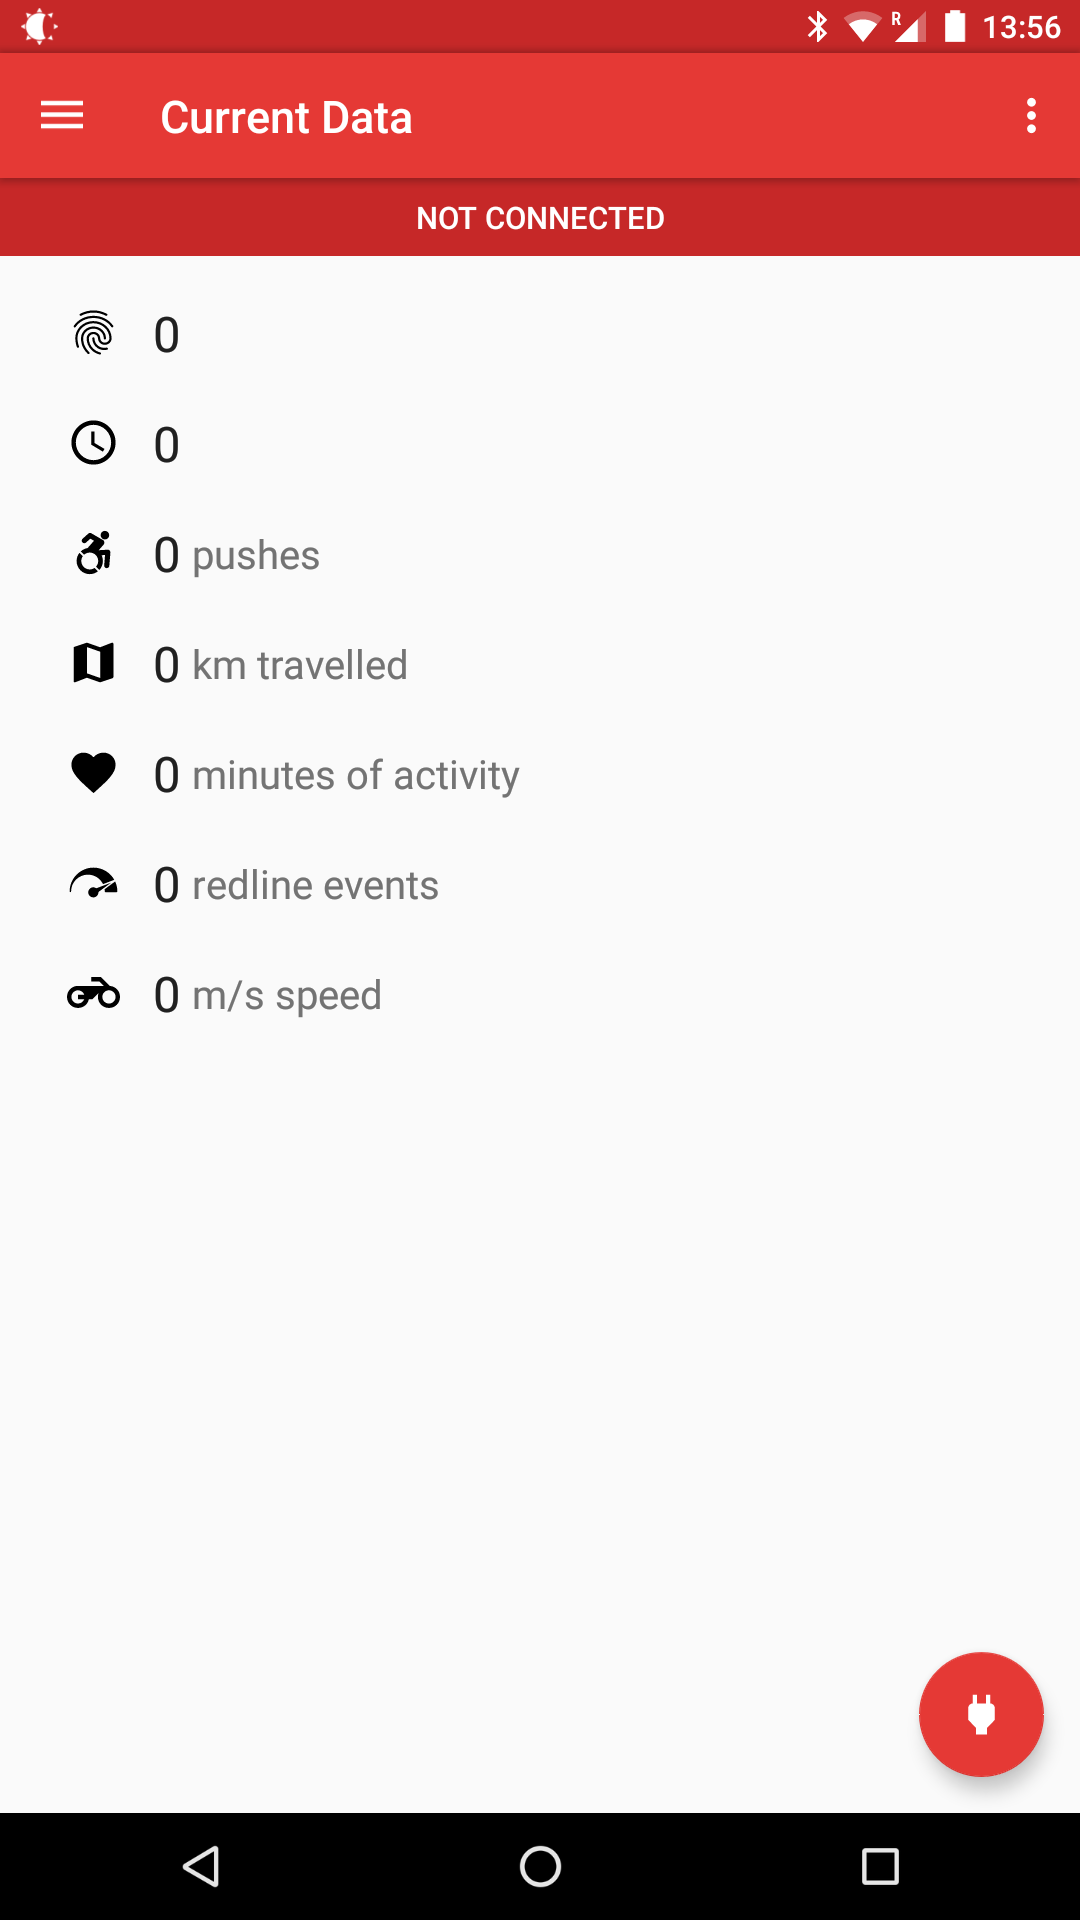 R 13:56
Current Data
NOT CONNECTED
0
0
0 pushes
0 km travelled
0 minutes of activity
0 redline events
0 m/s speed